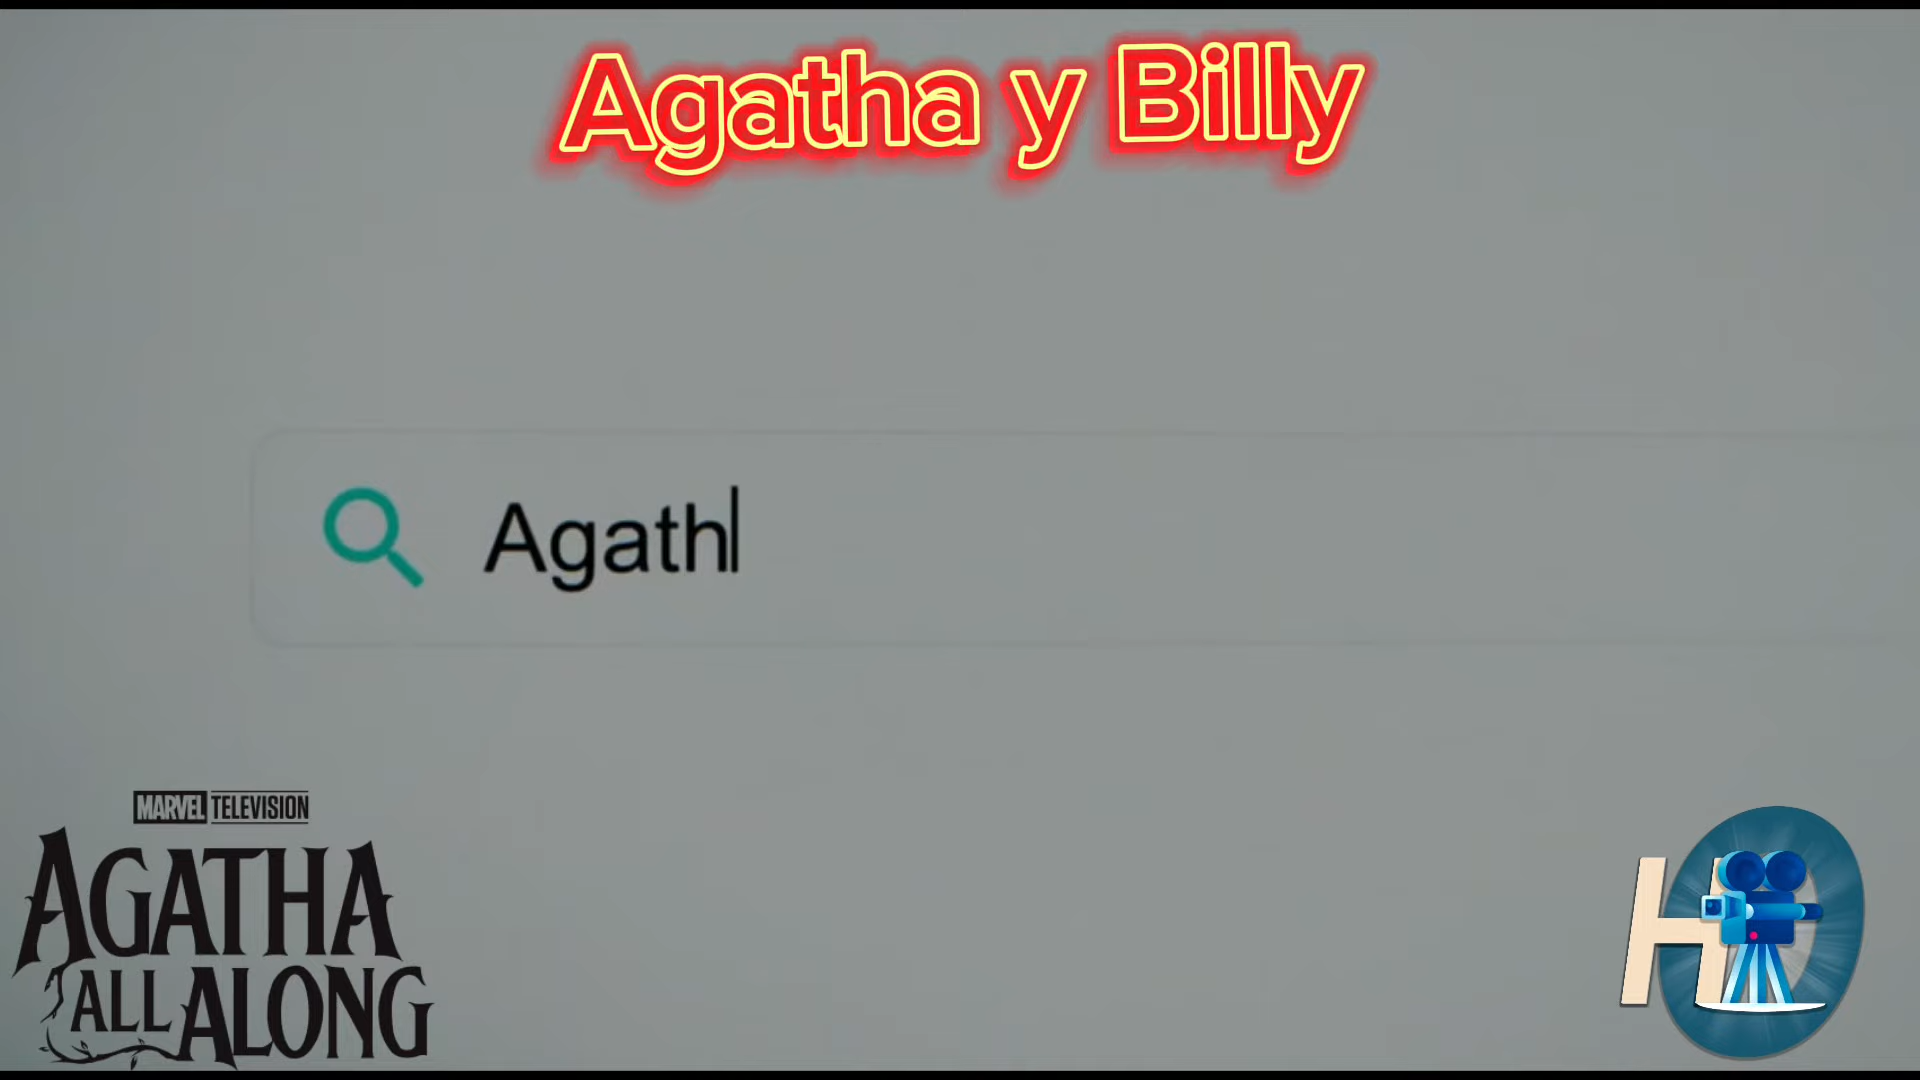 Agatha y Billy
Agath
MARVEL TELEVISION
AGATHA
ALL ALONG
H